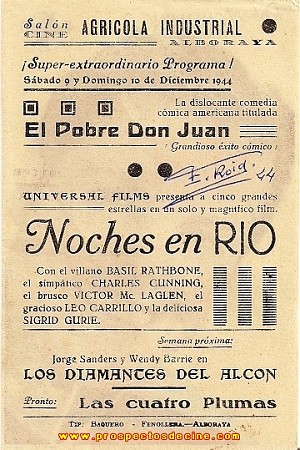 Salón
CINE AGRICOLA INDUSTRIAL
ALBORAYA
¡Super-extraordinario Programa!
Sábado 9 y Domingo 10 de Diciembre 1944
La dislocante comedia
cómica americana titulada
El Pobre Don Juan
¡Grandioso éxito cómico!
44
UNIVERSAL FILMS presenta a cinco grandes
estrellas en un solo y magnífico film.
Noches en RIO
Con el villano BASIL RATHBONE,
el simpático CHARLES CUNNING,
el brusco VICTOR Mc. LAGLEN, el
gracioso LEO CARRILLO y la deliciosa
SIGRID GURIE.
Semana próxima:
Jorge Sanders y Wendy Barrie en
LOS DIAMANTES DEL ALCON
Pronto: Las cuatro Plumas
TIP. BAQUERO - FENOLLERA.-ALBORAYA
www.prospectosdecine.com